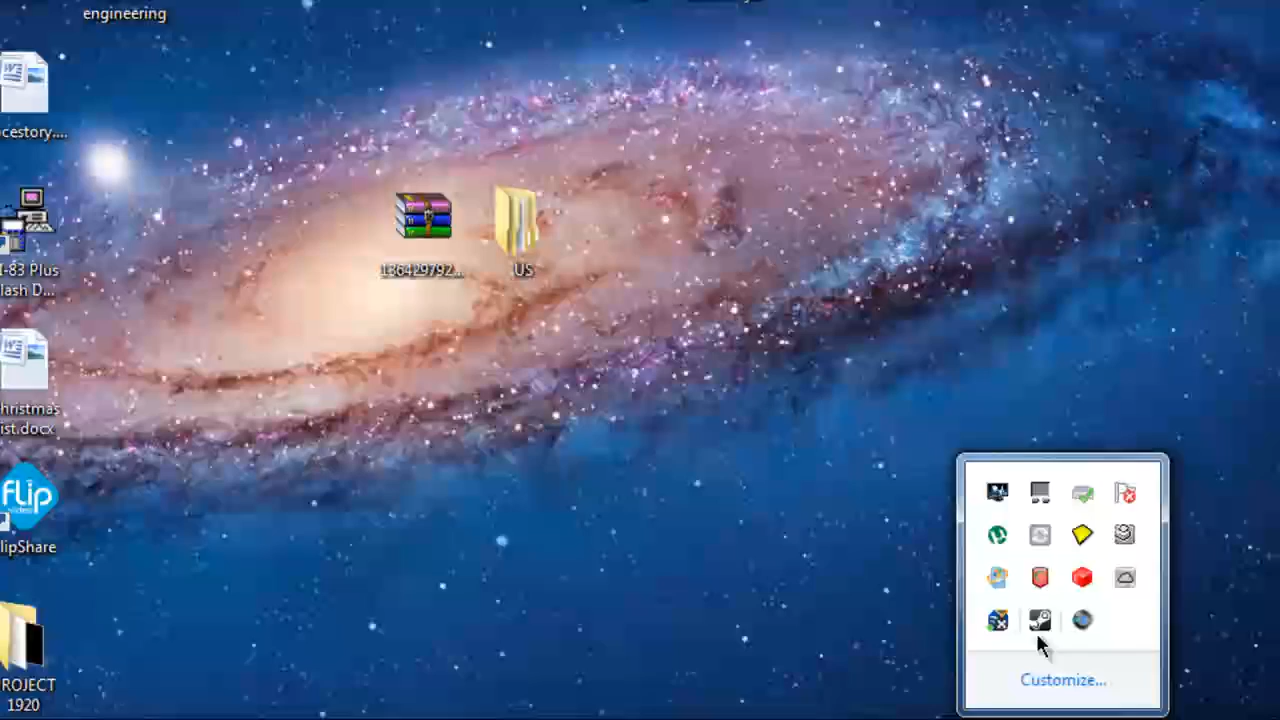 engineering
cestory....
I-83 Plus
lash D...
hristmas
ist.docx
flip
lipShare
ROJECT
1920
136429792...
US
Customize...